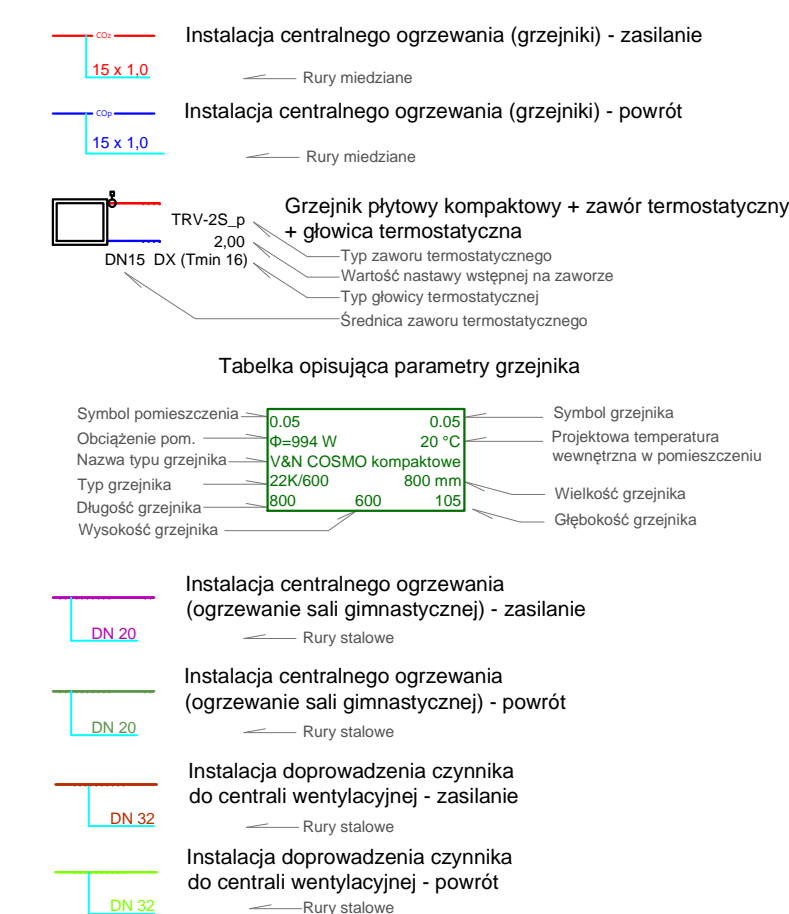 COz
Instalacja centralnego ogrzewania (grzejniki) - zasilanie
15 x 1,0
Rury miedziane
COp
Instalacja centralnego ogrzewania (grzejniki) - powrót
15 x 1,0
Rury miedziane
Grzejnik płytowy kompaktowy + zawór termostatyczny
+ głowica termostatyczna
TRV-2S_p
2,00
DN15 DX (Tmin 16)
Typ zaworu termostatycznego
Wartość nastawy wstępnej na zaworze
Typ głowicy termostatycznej
Średnica zaworu termostatycznego
Tabelka opisująca parametry grzejnika
Symbol pomieszczenia
Obciążenie pom.
Nazwa typu grzejnika
Typ grzejnika
Długość grzejnika
Wysokość grzejnika
0.05 0.05
Φ=994 W 20 °C
V&N COSMO kompaktowe
22K/600 800 mm
800 600 105
Symbol grzejnika
Projektowa temperatura
wewnętrzna w pomieszczeniu
Wielkość grzejnika
Głębokość grzejnika
Instalacja centralnego ogrzewania
(ogrzewanie sali gimnastycznej) - zasilanie
DN 20
Rury stalowe
Instalacja centralnego ogrzewania
(ogrzewanie sali gimnastycznej) - powrót
DN 20
Rury stalowe
Instalacja doprowadzenia czynnika
do centrali wentylacyjnej - zasilanie
DN 32
Rury stalowe
Instalacja doprowadzenia czynnika
do centrali wentylacyjnej - powrót
DN 32
Rury stalowe